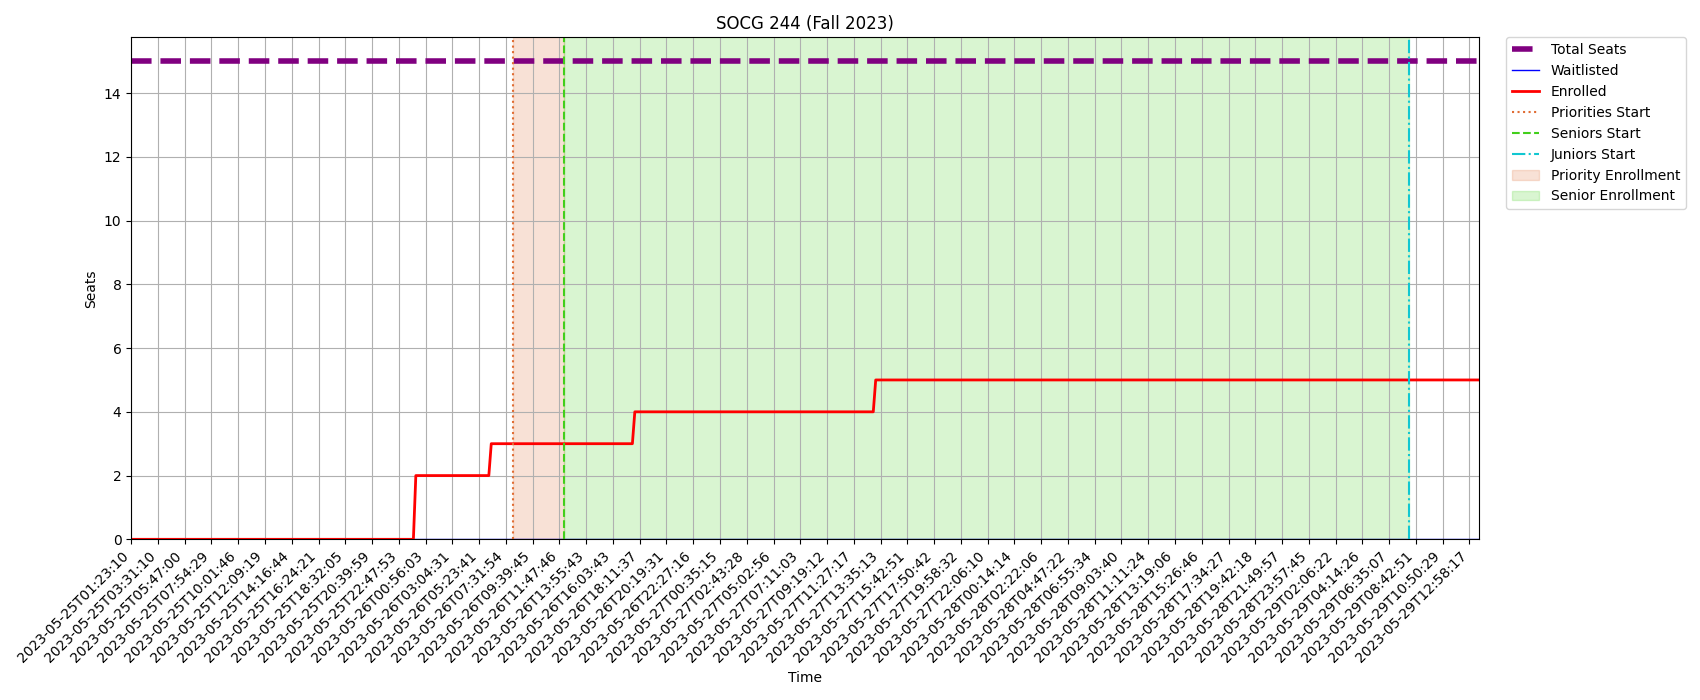 SOCG 244 (Fall 2023)
Total Seats
Waitlisted
Enrolled
Priorities Start
Seniors Start
Juniors Start
Priority Enrollment
Senior Enrollment
Seats
14
12
10
8
6
4
2
0
2023-05-25T01:23:10
2023-05-25T03:31:10
2023-05-25T05:47:00
2023-05-25T07:54:29
2023-05-25T10:01:46
2023-05-25T12:09:19
2023-05-25T14:16:44
2023-05-25T16:24:21
2023-05-25T18:32:05
2023-05-25T20:39:59
2023-05-25T22:47:53
2023-05-26T00:56:03
2023-05-26T03:04:31
2023-05-26T05:23:41
2023-05-26T07:31:54
2023-05-26T09:39:45
2023-05-26T11:47:46
2023-05-26T13:55:43
2023-05-26T16:03:43
2023-05-26T18:11:37
2023-05-26T20:19:31
2023-05-26T22:27:16
2023-05-27T00:35:15
2023-05-27T02:43:28
2023-05-27T05:02:56
2023-05-27T07:11:03
2023-05-27T09:19:12
2023-05-27T11:27:17
2023-05-27T13:35:13
2023-05-27T15:42:51
2023-05-27T17:50:42
2023-05-27T19:58:32
2023-05-27T22:06:10
2023-05-28T00:14:14
2023-05-28T02:22:06
2023-05-28T04:47:22
2023-05-28T06:55:34
2023-05-28T09:03:40
2023-05-28T11:11:24
2023-05-28T13:19:06
2023-05-28T15:26:46
2023-05-28T17:34:27
2023-05-28T19:42:18
2023-05-28T21:49:57
2023-05-28T23:57:45
2023-05-29T02:06:22
2023-05-29T04:14:26
2023-05-29T06:35:07
2023-05-29T08:42:51
2023-05-29T10:50:29
2023-05-29T12:58:17
Time